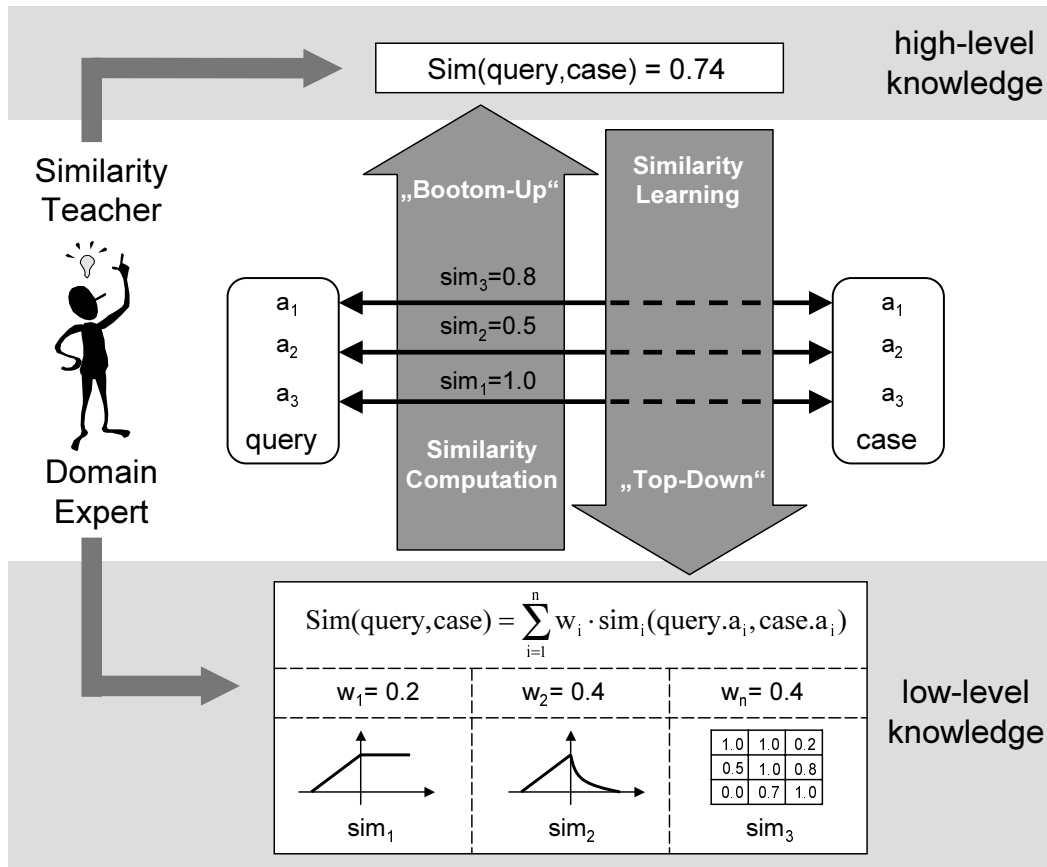 high-level
knowledge
Sim(query,case) = 0.74
Similarity
Teacher
„Bootom-Up“
Similarity
Learning
sim₃=0.8
sim₂=0.5
sim₁=1.0
a₁
a₂
a₃
query
a₁
a₂
a₃
case
Similarity
Computation
„Top-Down“
Domain
Expert
Sim(query,case) = ∑ⁿᵢ₌₁ wᵢ · simᵢ(query.aᵢ,case.aᵢ)
w₁= 0.2
w₂= 0.4
wₙ= 0.4
1.0 1.0 0.2
0.5 1.0 0.8
0.0 0.7 1.0
sim₁
sim₂
sim₃
low-level
knowledge